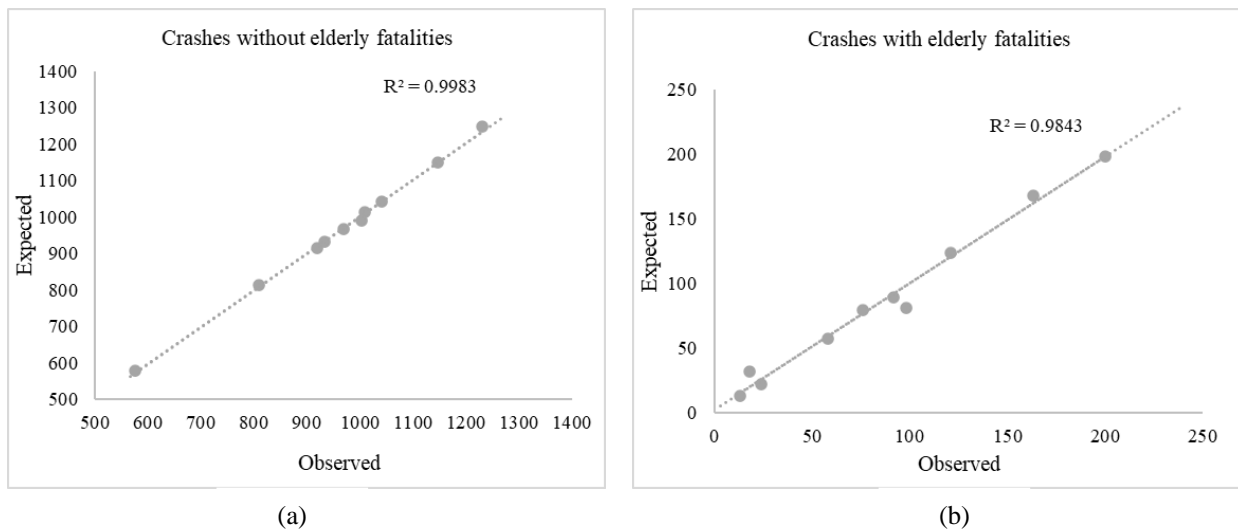 Crashes without elderly fatalities
R² = 0.9983
1400
1300
1200
1100
1000
900
800
700
600
500
Expected
500 600 700 800 900 1000 1100 1200 1300 1400
Observed
(a)
Crashes with elderly fatalities
R² = 0.9843
250
200
150
100
50
0
Expected
0 50 100 150 200 250
Observed
(b)